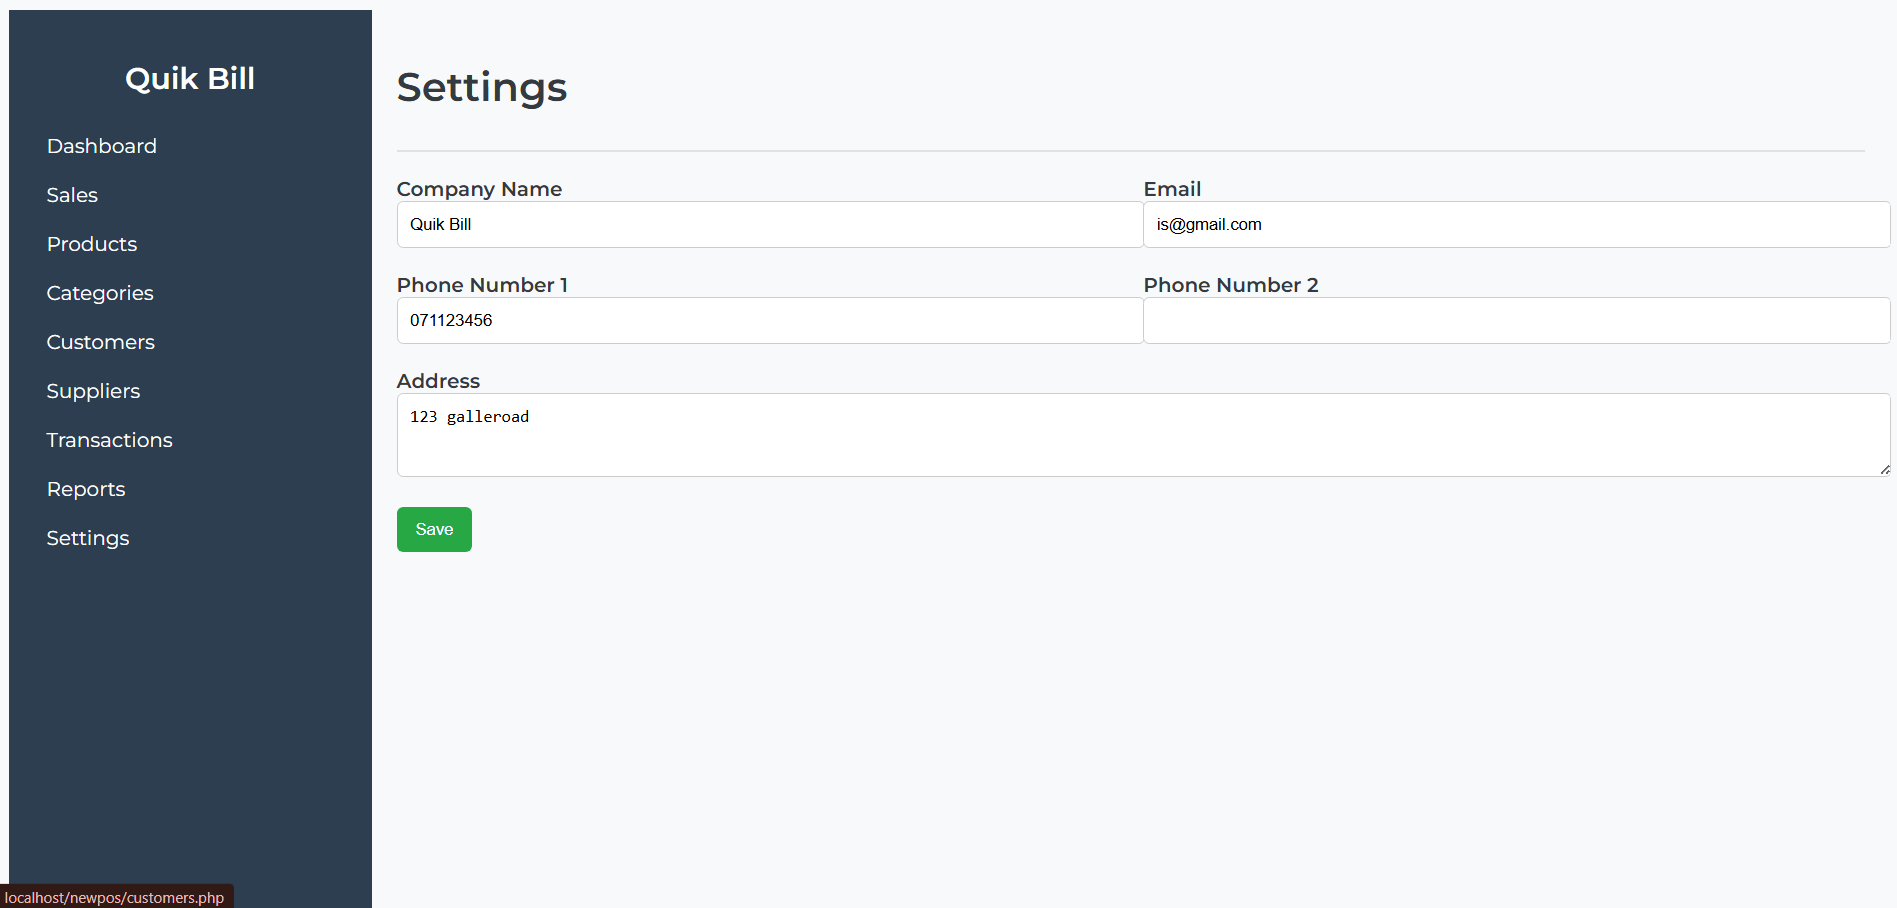 Quik Bill
Dashboard
Sales
Products
Categories
Customers
Suppliers
Transactions
Reports
Settings
Settings
Company Name
Quik Bill
Email
is@gmail.com
Phone Number 1
071123456
Phone Number 2
Address
123 galleroad
Save
localhost/newpos/customers.php